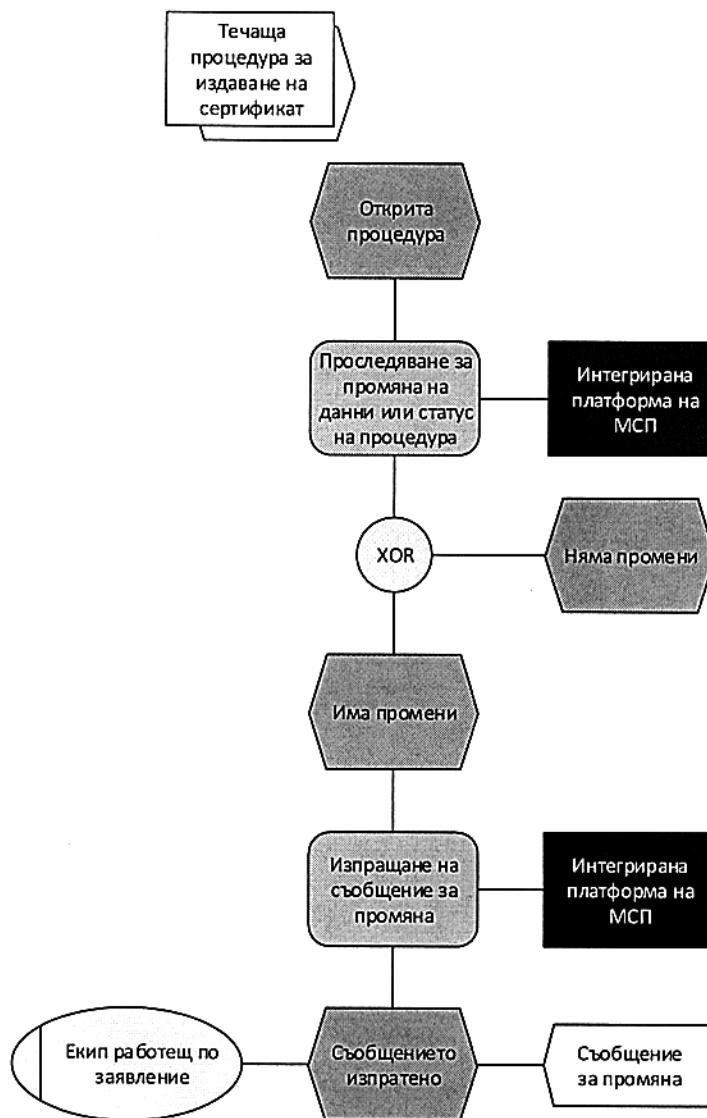 Течаща
процедура за
издаване на
сертификат
Открита
процедура
Проследяване за
промяна на
данни или статус
на процедура
Интегрирана
платформа на
МСП
XOR
Няма промени
Има промени
Изпращане на
съобщение за
промяна
Интегрирана
платформа на
МСП
Екип работещ по
заявление
Съобщението
изпратено
Съобщение
за промяна